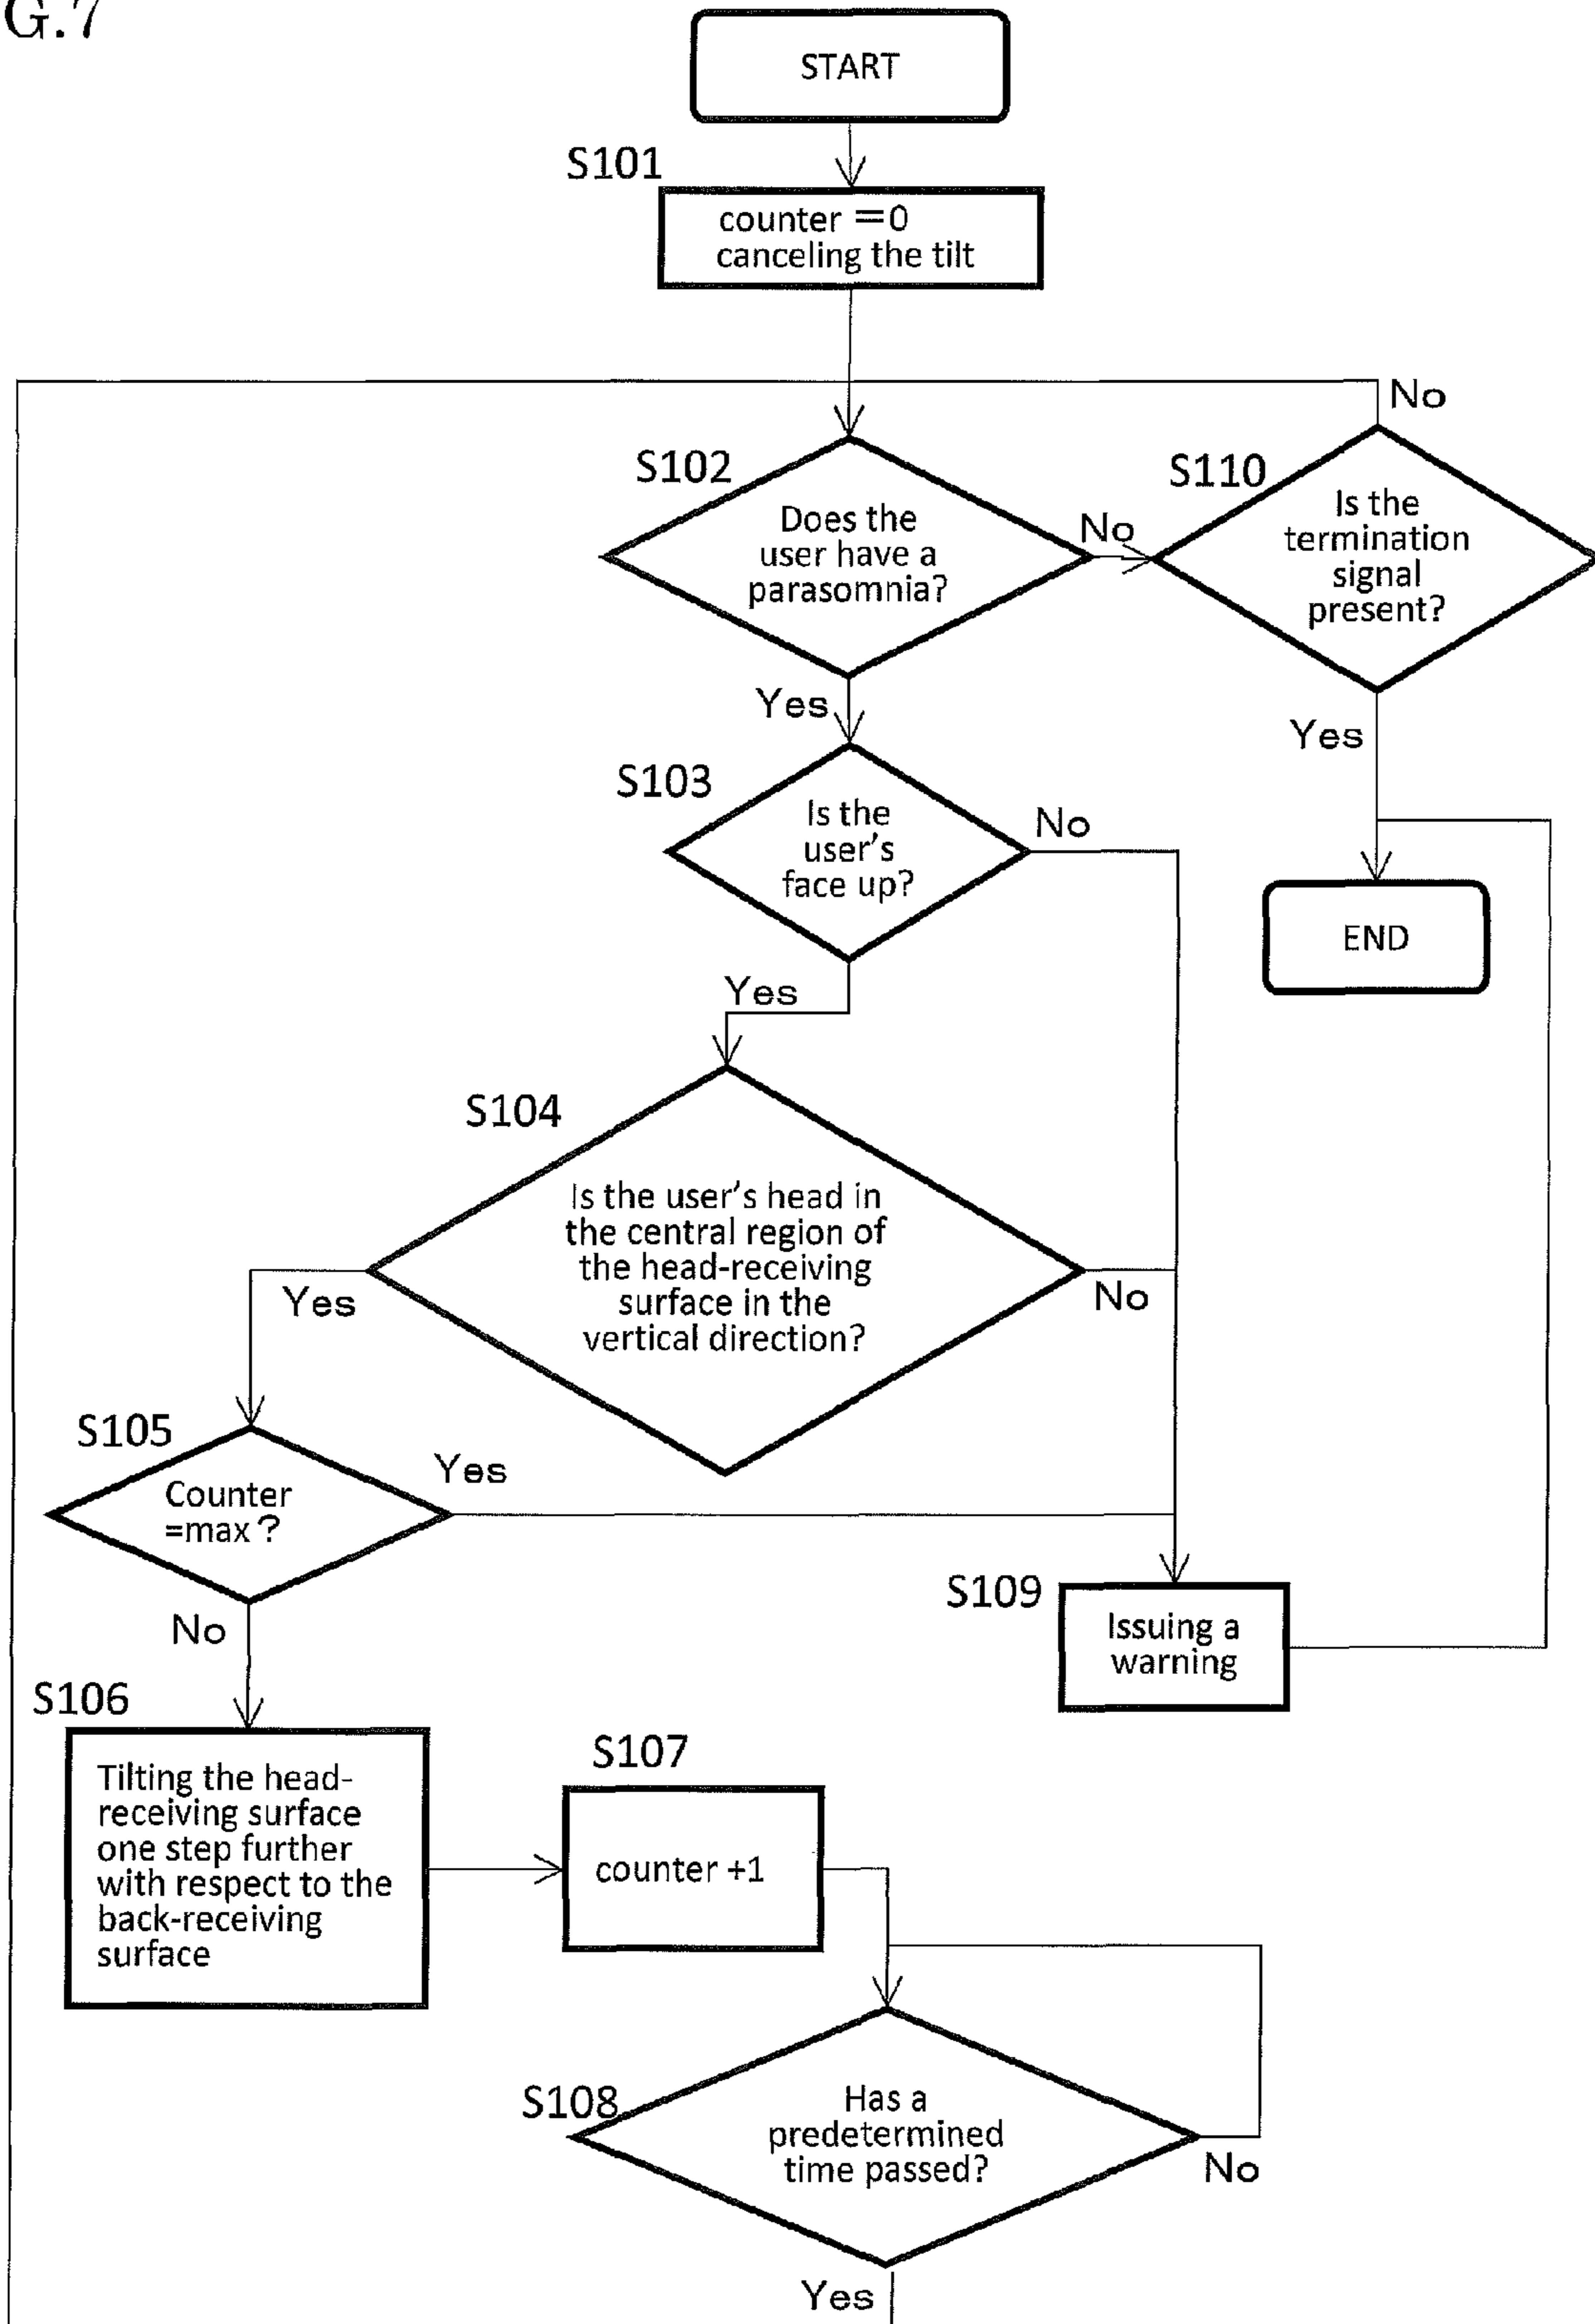 G.7
START
S101
counter =0
canceling the tilt
No
S102
Does the
user have a
parasomnia?
No
S110
Is the
termination
signal
present?
Yes
Yes
S103
Is the
user's
face up?
No
END
Yes
S104
Is the user's head in
the central region of
the head-receiving
surface in the
vertical direction?
Yes
No
S105
Counter
=max?
Yes
No
S109
Issuing a
warning
S106
Tilting the head-
receiving surface
one step further
with respect to the
back-receiving
surface
S107
counter +1
S108
Has a
predetermined
time passed?
No
Yes